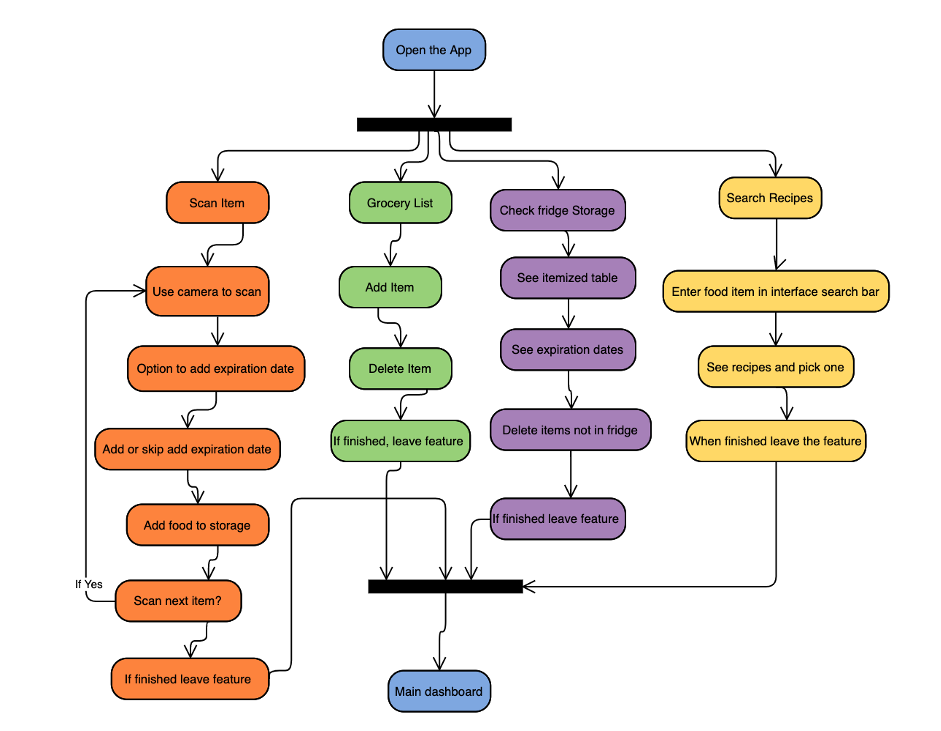 Open the App
Scan Item
Use camera to scan
Option to add expiration date
Add or skip add expiration date
Add food to storage
If Yes
Scan next item?
If finished leave feature
Grocery List
Add Item
Delete Item
If finished, leave feature
Check fridge Storage
See itemized table
See expiration dates
Delete items not in fridge
If finished leave feature
Search Recipes
Enter food item in interface search bar
See recipes and pick one
When finished leave the feature
Main dashboard